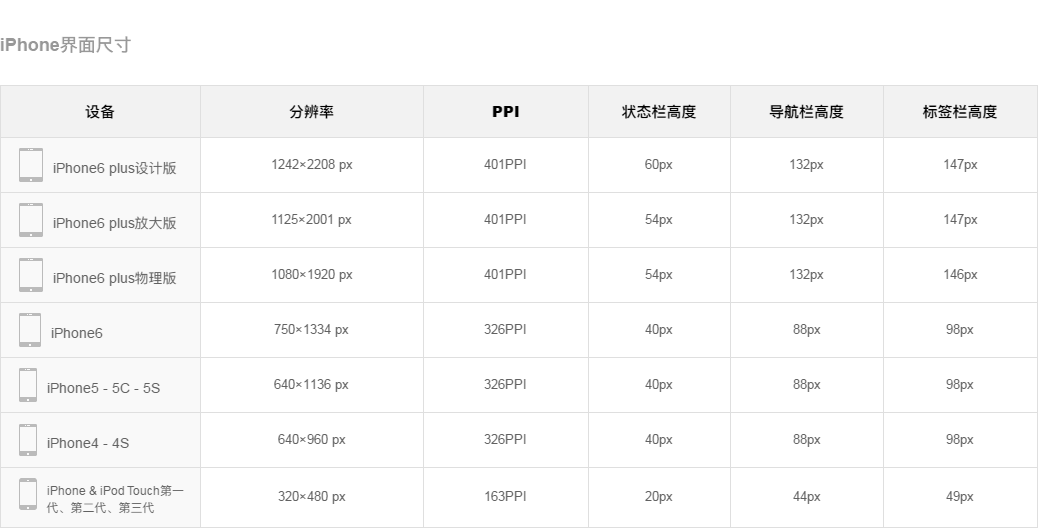 iPhone界面尺寸
设备 分辨率 PPI 状态栏高度 导航栏高度 标签栏高度
iPhone6 plus设计版 1242×2208 px 401PPI 60px 132px 147px
iPhone6 plus放大版 1125×2001 px 401PPI 54px 132px 147px
iPhone6 plus物理版 1080×1920 px 401PPI 54px 132px 146px
iPhone6 750×1334 px 326PPI 40px 88px 98px
iPhone5 - 5C - 5S 640×1136 px 326PPI 40px 88px 98px
iPhone4 - 4S 640×960 px 326PPI 40px 88px 98px
iPhone & iPod Touch第一
代、第二代、第三代 320×480 px 163PPI 20px 44px 49px